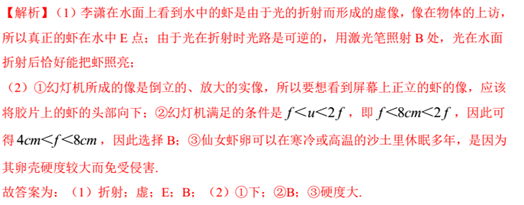 【解析】（1）李潇在水面上看到水中的虾是由于光的折射而形成的虚像，像在物体的上访，
所以真正的虾在水中 E 点；由于光在折射时光路是可逆的，用激光笔照射 B 处，光在水面
折射后恰好能把虾照亮；
（2）①幻灯机所成的像是倒立的、放大的实像，所以要想看到屏幕上正立的虾的像，应该
将胶片上的虾的头部向下；②幻灯机满足的条件是 f＜u＜2f，即 f＜8cm＜2f，因此可
得 4cm＜f＜8cm，因此选择 B；③仙女虾卵可以在寒冷或高温的沙土里休眠多年，是因为
其卵壳硬度较大而免受侵害.
故答案为：（1）折射；虚；E；B；（2）①下；②B；③硬度大.